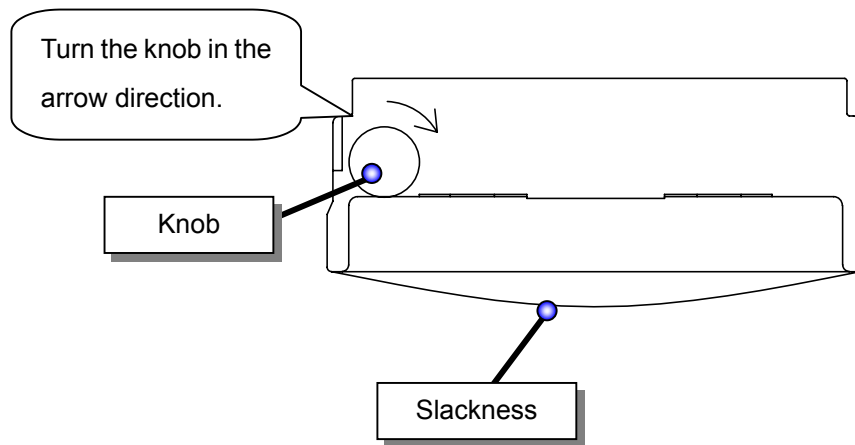 Turn the knob in the
arrow direction.
Knob
Slackness